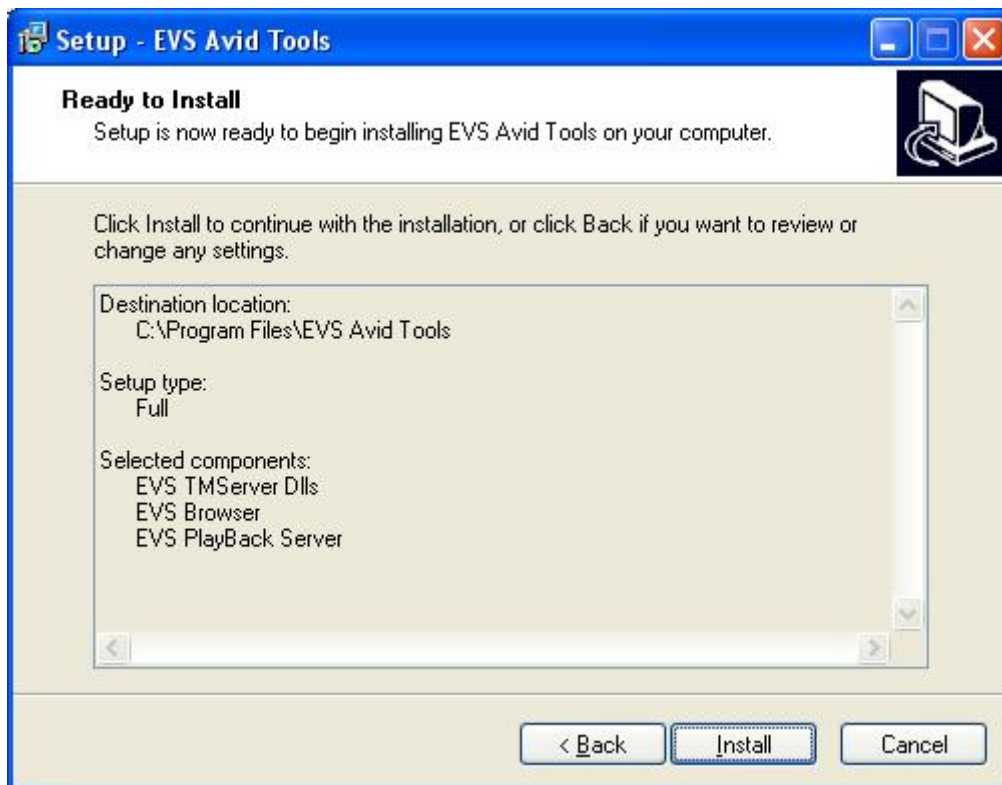 Setup - EVS Avid Tools
Ready to Install
Setup is now ready to begin installing EVS Avid Tools on your computer.
Click Install to continue with the installation, or click Back if you want to review or
change any settings.
Destination location:
C:\Program Files\EVS Avid Tools
Setup type:
Full
Selected components:
EVS TMServer Dlls
EVS Browser
EVS PlayBack Server
< Back
Install
Cancel